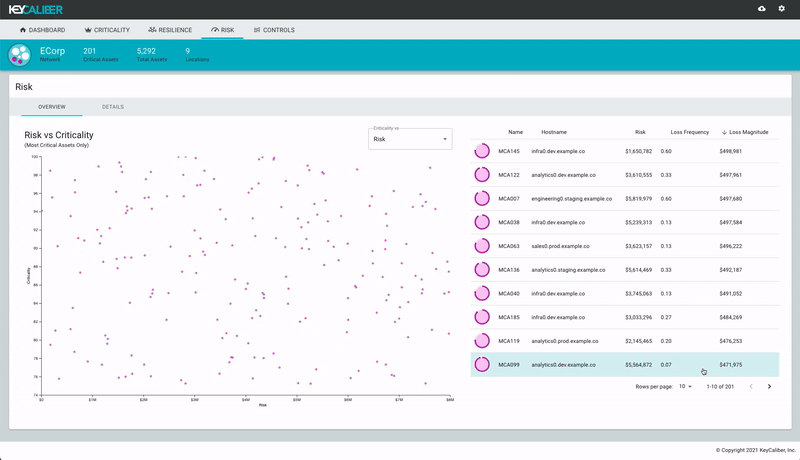 KEYCALIBER
DASHBOARD CRITICALITY RESILIENCE RISK CONTROLS
ECorp 201 5,292 9
Network Critical Assets Total Assets Locations
Risk
OVERVIEW DETAILS
Risk vs Criticality
(Most Critical Assets Only)
Criticality vs
Risk
100
98
96
94
92
90
88
86
84
82
80
78
76
74
Criticality
$0 $1M $2M $3M $4M $5M $6M $7M $8M
Risk
Name Hostname Risk Loss Frequency Loss Magnitude
MCA145 infra0.dev.example.co $1,650,782 0.60 $498,981
MCA122 analytics0.dev.example.co $3,610,555 0.33 $497,961
MCA007 engineering0.staging.example.co $5,819,979 0.60 $497,680
MCA038 infra0.dev.example.co $5,239,313 0.13 $497,584
MCA063 sales0.prod.example.co $3,623,157 0.13 $496,222
MCA136 analytics0.staging.example.co $5,614,469 0.33 $492,187
MCA040 infra0.dev.example.co $3,745,063 0.13 $491,052
MCA185 infra0.dev.example.co $3,033,296 0.27 $484,269
MCA119 analytics0.prod.example.co $2,145,465 0.20 $476,253
MCA099 analytics0.dev.example.co $5,564,872 0.07 $471,975
Rows per page: 10 1-10 of 201
© Copyright 2021 KeyCaliber, Inc.